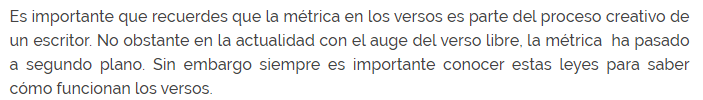 Es importante que recuerdes que la métrica en los versos es parte del proceso creativo de
un escritor. No obstante en la actualidad con el auge del verso libre, la métrica  ha pasado
a segundo plano. Sin embargo siempre es importante conocer estas leyes para saber
cómo funcionan los versos.